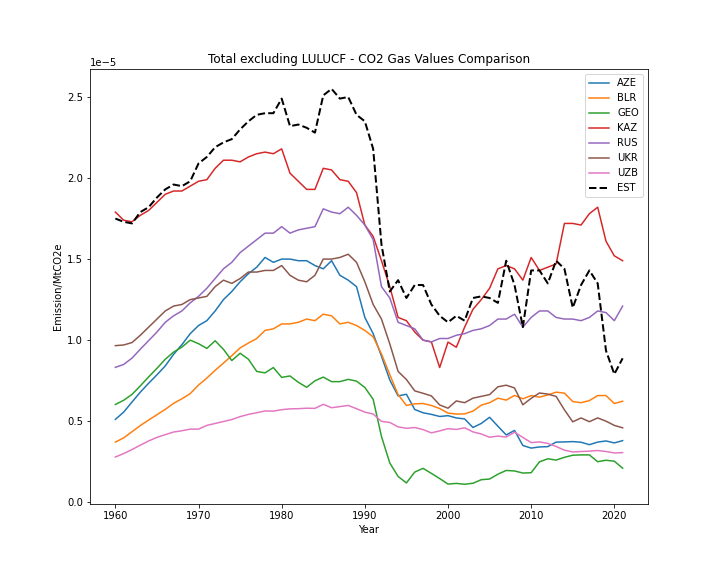 Total excluding LULUCF - CO2 Gas Values Comparison
1e−5
2.5
2.0
1.5
1.0
0.5
0.0
Emission/MtCO2e
1960
1970
1980
1990
2000
2010
2020
Year
AZE
BLR
GEO
KAZ
RUS
UKR
UZB
EST